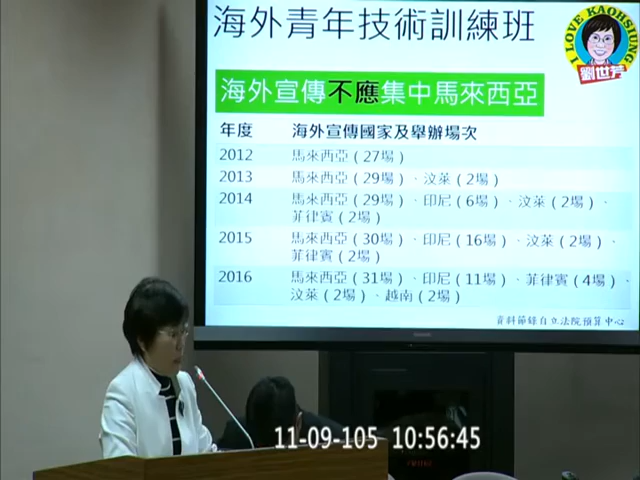 海外青年技術訓練班
I LOVE KAOHSIUNG
劉世芳
海外宣傳不應集中馬來西亞
年度 海外宣傳國家及舉辦場次
2012 馬來西亞(27場)
2013 馬來西亞(29場)、汶萊(2場)
2014 馬來西亞(29場)、印尼(6場)、汶萊(2場)、
菲律賓(2場)
2015 馬來西亞(30場)、印尼(16場)、汶萊(2場)、
菲律賓(2場)
2016 馬來西亞(31場)、印尼(11場)、菲律賓(4場)、
汶萊(2場)、越南(2場)
資料節錄自立法院預算中心
11-09-105 10:56:45